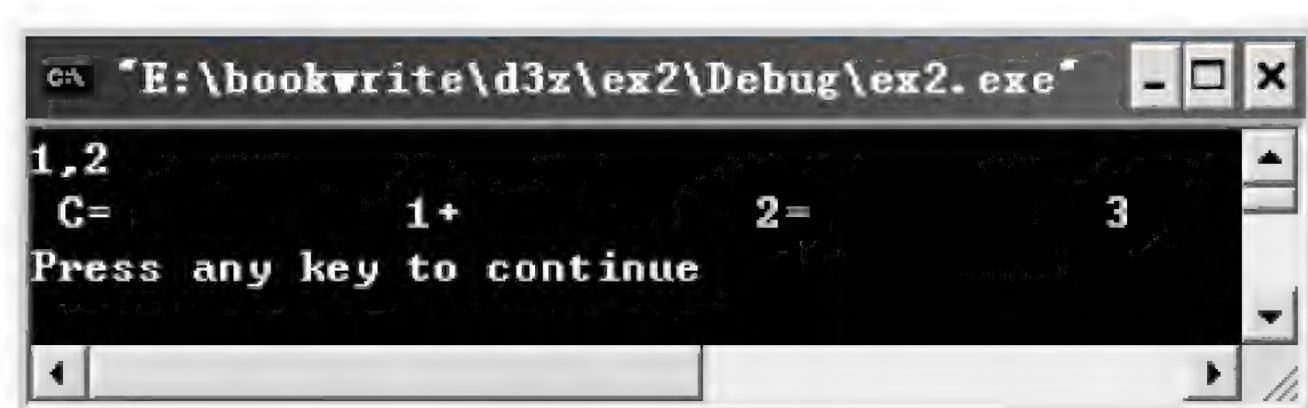 "E:\bookwrite\d3z\ex2\Debug\ex2.exe"
1,2
C= 1+ 2= 3
Press any key to continue